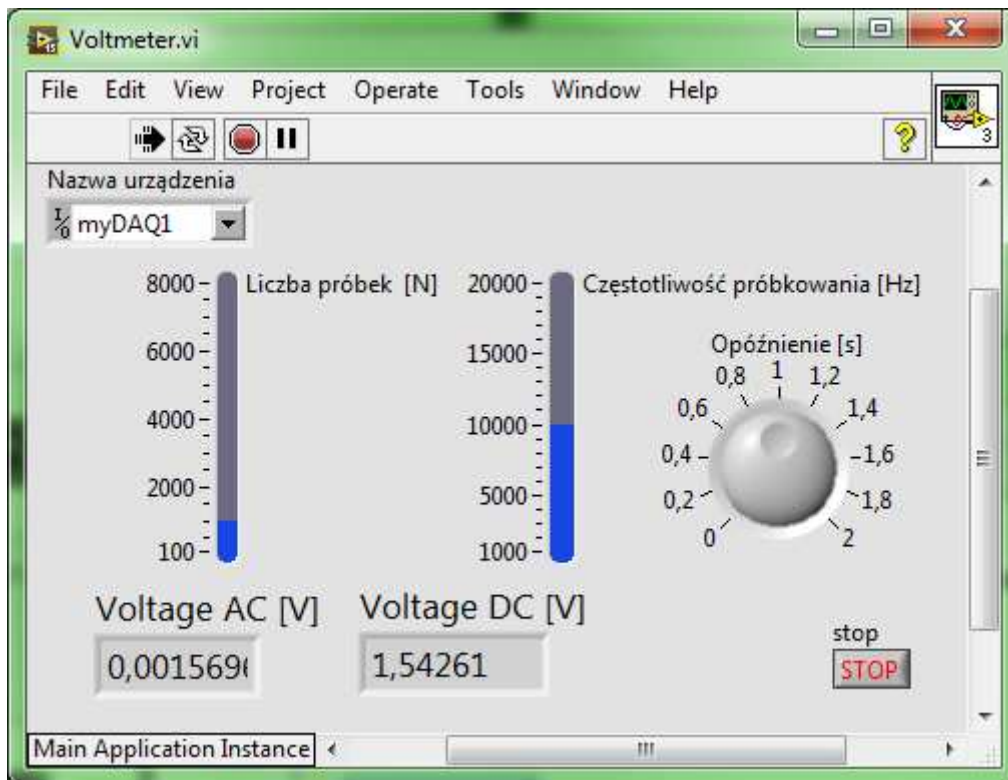 Voltmeter.vi
File Edit View Project Operate Tools Window Help
3
Nazwa urządzenia
I/O myDAQ1
8000 Liczba próbek [N]
6000
4000
2000
100
20000 Częstotliwość próbkowania [Hz]
15000
10000
5000
1000
Opóźnienie [s]
0 0,2 0,4 0,6 0,8 1 1,2 1,4 1,6 1,8 2
Voltage AC [V] Voltage DC [V]
0,001569 1,54261
stop
STOP
Main Application Instance